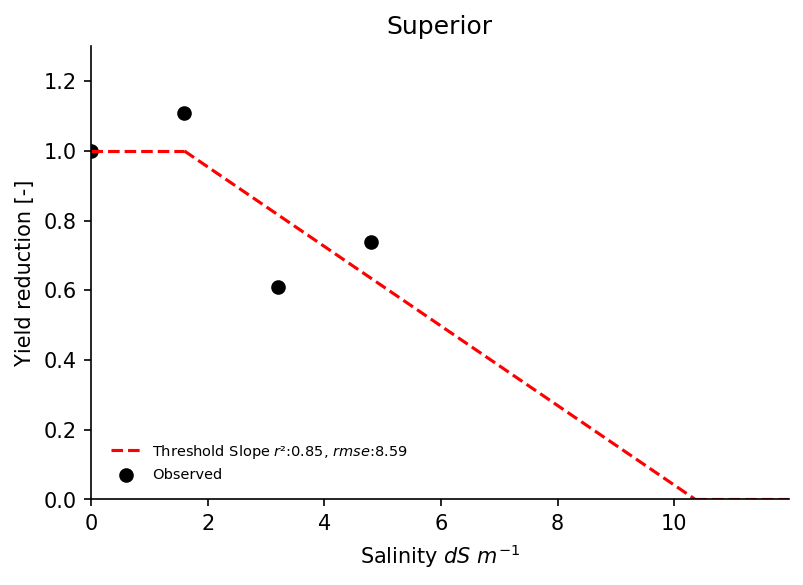 Superior
Yield reduction [-]
1.2
1.0
0.8
0.6
0.4
0.2
0.0
Threshold Slope r²:0.85, rmse:8.59
Observed
0 2 4 6 8 10
Salinity dS m⁻¹